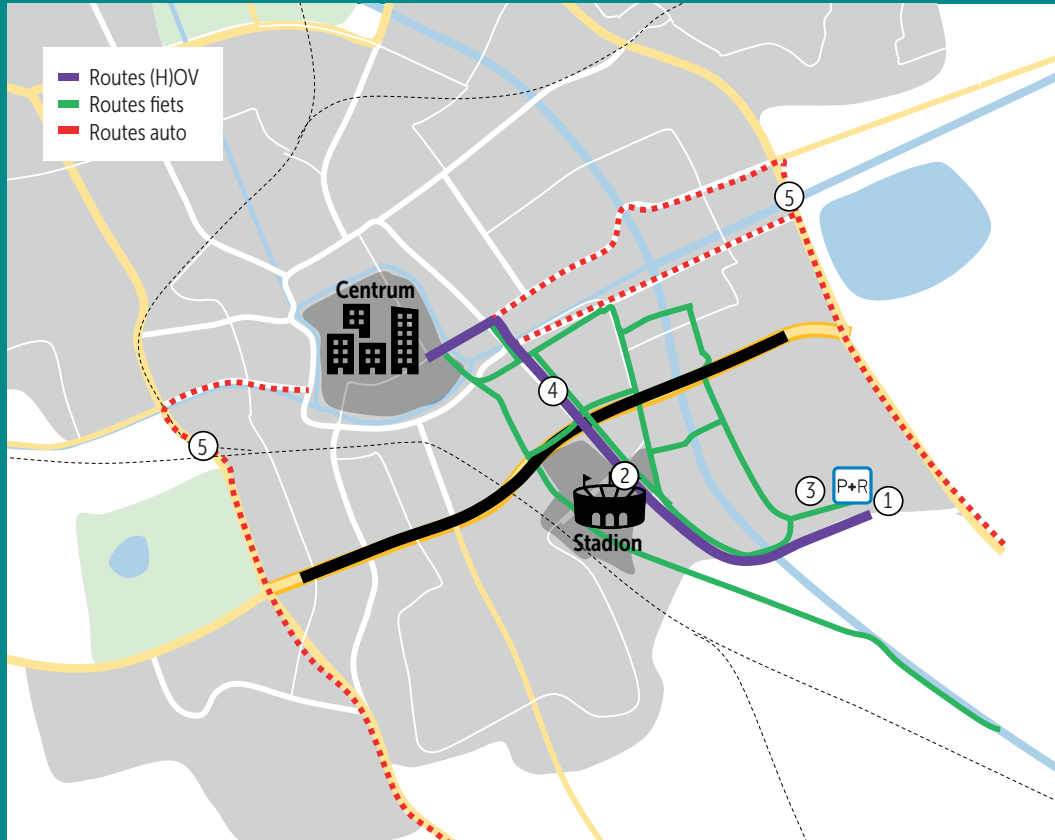 Routes (H)OV
Routes fiets
Routes auto
5
Centrum
4
5
2
3
P+R
1
Stadion